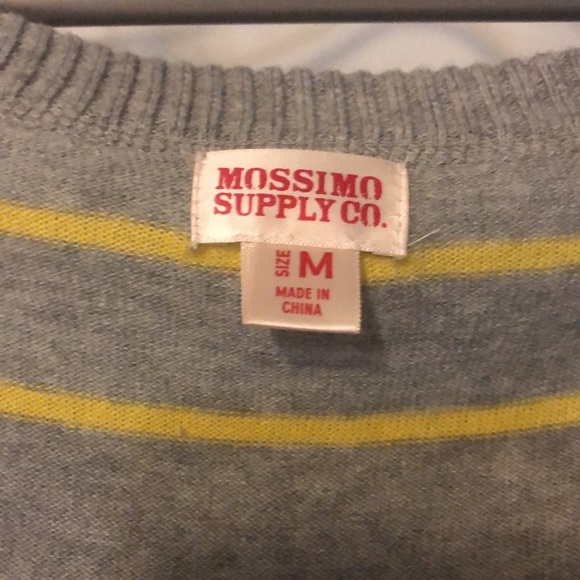 MOSSIMO
SUPPLY CO.
SIZE M
MADE IN
CHINA